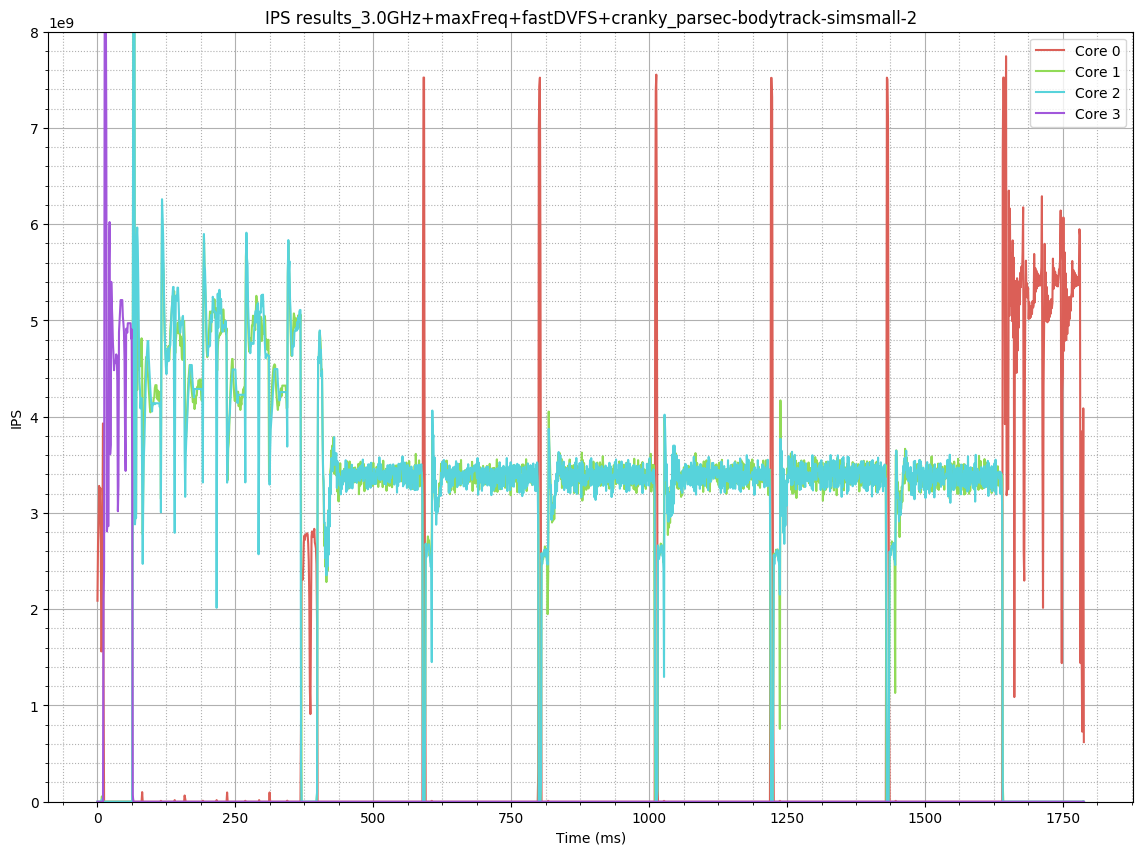 IPS results_3.0GHz+maxFreq+fastDVFS+cranky_parsec-bodytrack-simsmall-2
1e9
8
7
6
5
4
3
2
1
0
IPS
Core 0
Core 1
Core 2
Core 3
0 250 500 750 1000 1250 1500 1750
Time (ms)